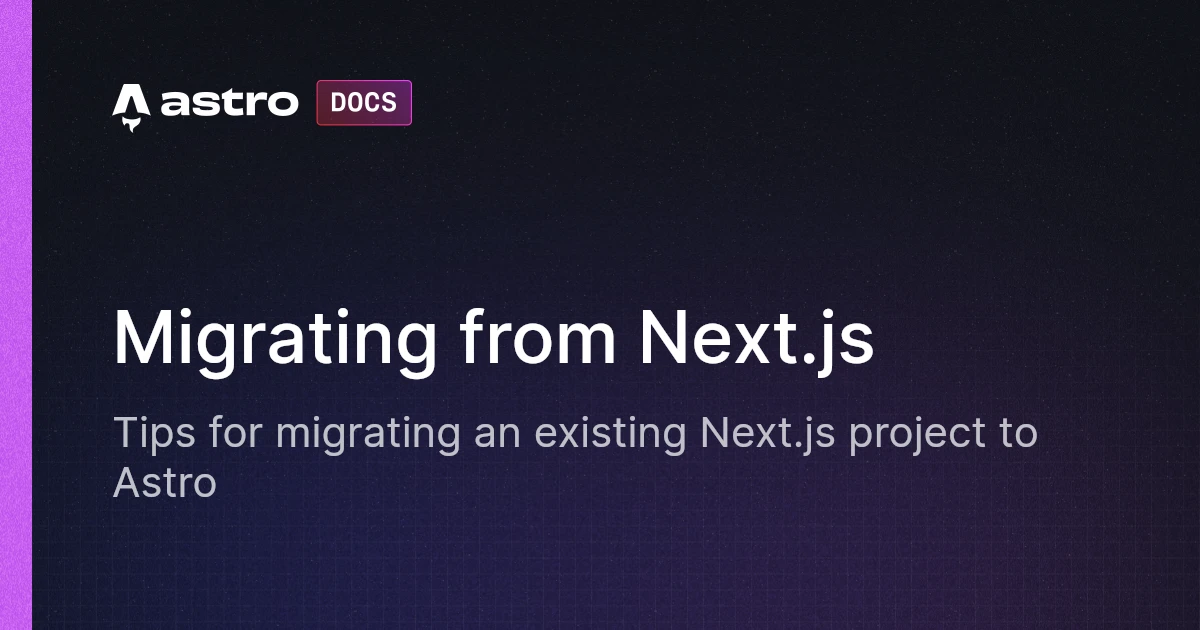 astro DOCS
Migrating from Next.js
Tips for migrating an existing Next.js project to
Astro